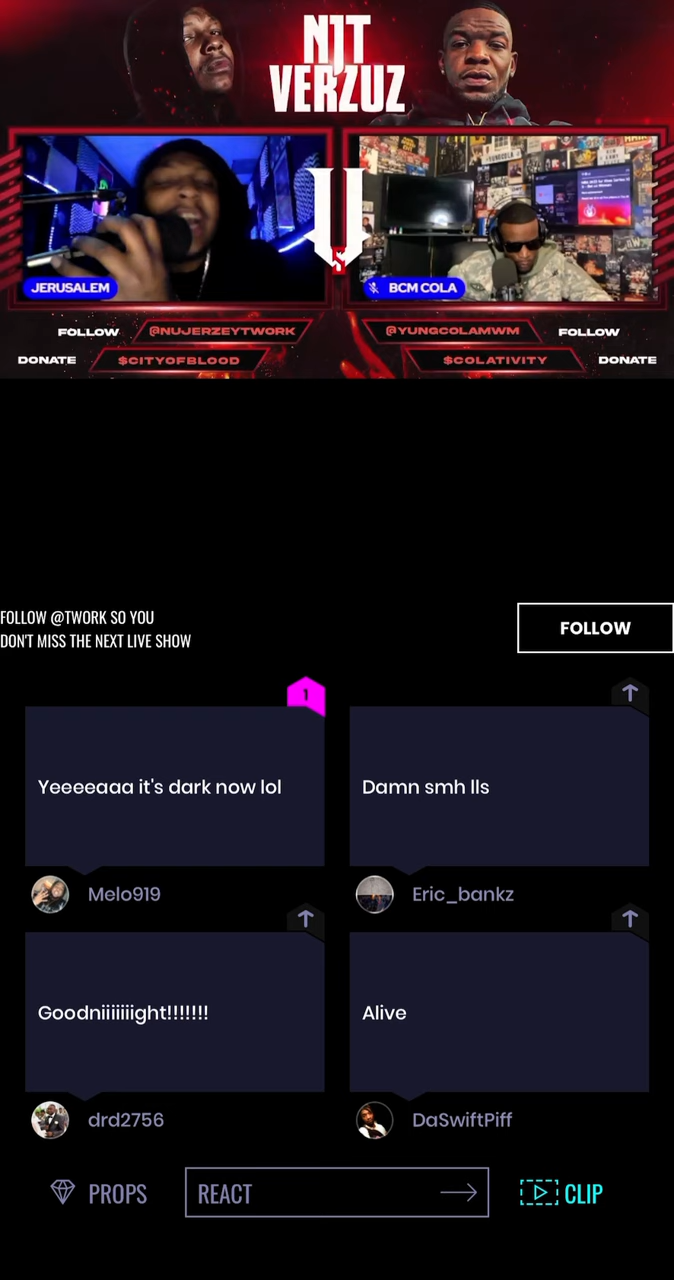 NJT
VERZUZ
JERUSALEM
BCM COLA
FOLLOW
@NUJERZEYTWORK
@YUNGCOLAMWM
FOLLOW
DONATE
$CITYOFBLOOD
$COLATIVITY
DONATE
FOLLOW @TWORK SO YOU
DON'T MISS THE NEXT LIVE SHOW
FOLLOW
1
Yeeeeaaa it's dark now lol
Damn smh lls
Melo919
Eric_bankz
Goodniiiiiiight!!!!!!!
Alive
drd2756
DaSwiftPiff
PROPS
REACT
CLIP